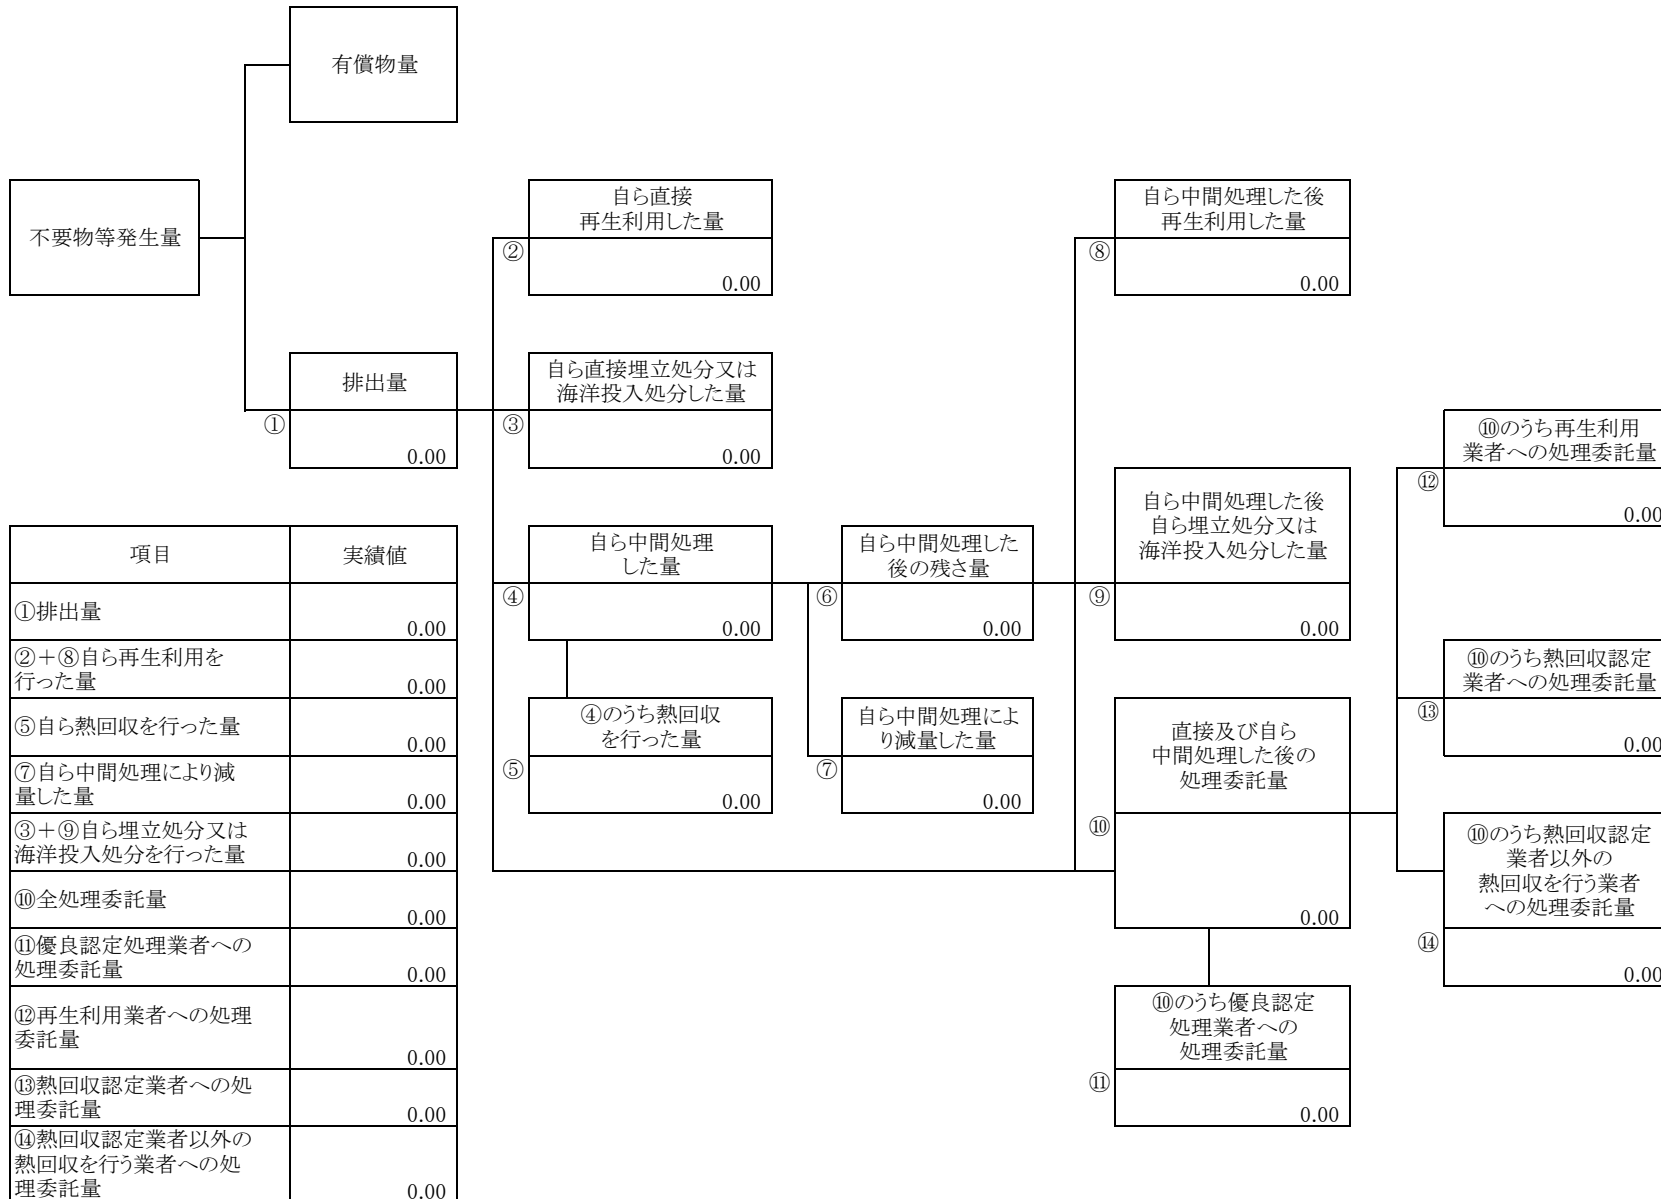 有償物量
不要物等発生量
自ら直接
再生利用した量
②
0.00
自ら中間処理した後
再生利用した量
⑧
0.00
排出量
①
0.00
自ら直接埋立処分又は
海洋投入処分した量
③
0.00
⑩のうち再生利用
業者への処理委託量
⑫
0.00
自ら中間処理
した量
④
0.00
自ら中間処理した
後の残さ量
⑥
0.00
自ら中間処理した後
自ら埋立処分又は
海洋投入処分した量
⑨
0.00
⑩のうち熱回収認定
業者への処理委託量
⑬
0.00
④のうち熱回収
を行った量
⑤
0.00
自ら中間処理によ
り減量した量
⑦
0.00
直接及び自ら
中間処理した後の
処理委託量
⑩
0.00
⑩のうち熱回収認定
業者以外の
熱回収を行う業者
への処理委託量
⑭
0.00
⑩のうち優良認定
処理業者への
処理委託量
⑪
0.00
項目 実績値
①排出量
0.00
②+⑧自ら再生利用を
行った量 0.00
⑤自ら熱回収を行った量
0.00
⑦自ら中間処理により減
量した量 0.00
③+⑨自ら埋立処分又は
海洋投入処分を行った量 0.00
⑩全処理委託量
0.00
⑪優良認定処理業者への
処理委託量 0.00
⑫再生利用業者への処理
委託量
0.00
⑬熱回収認定業者への処
理委託量 0.00
⑭熱回収認定業者以外の
熱回収を行う業者への処
理委託量 0.00